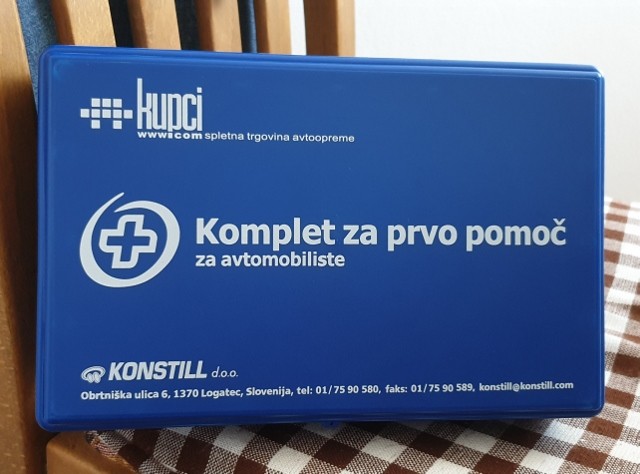 kupci
www.com spletna trgovina avtoopreme
Komplet za prvo pomoč
za avtomobiliste
KONSTILL d.o.o.
Obrtniška ulica 6, 1370 Logatec, Slovenija, tel: 01/75 90 580, faks: 01/75 90 589, konstill@konstill.com